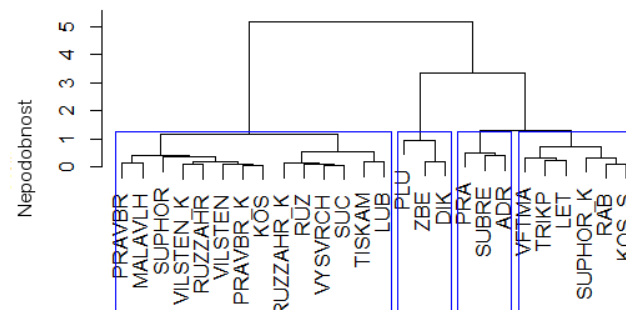 Nepodobnost
5
4
3
2
1
0
PRAVBR
MALAVLH
SUPHOR
VILSTEN_K
RUZZAHR
VILSTEN
PRAVBR_K
KOS
RUZZAHR_K
RUZ
VYSVRCH
SUC
TISKAM
LUB
PLU
ZBE
DIK
PRA
SUBRE
ADR
VFTMA
TRIKP
LET
SUPHOR_K
RAB
KOS_S